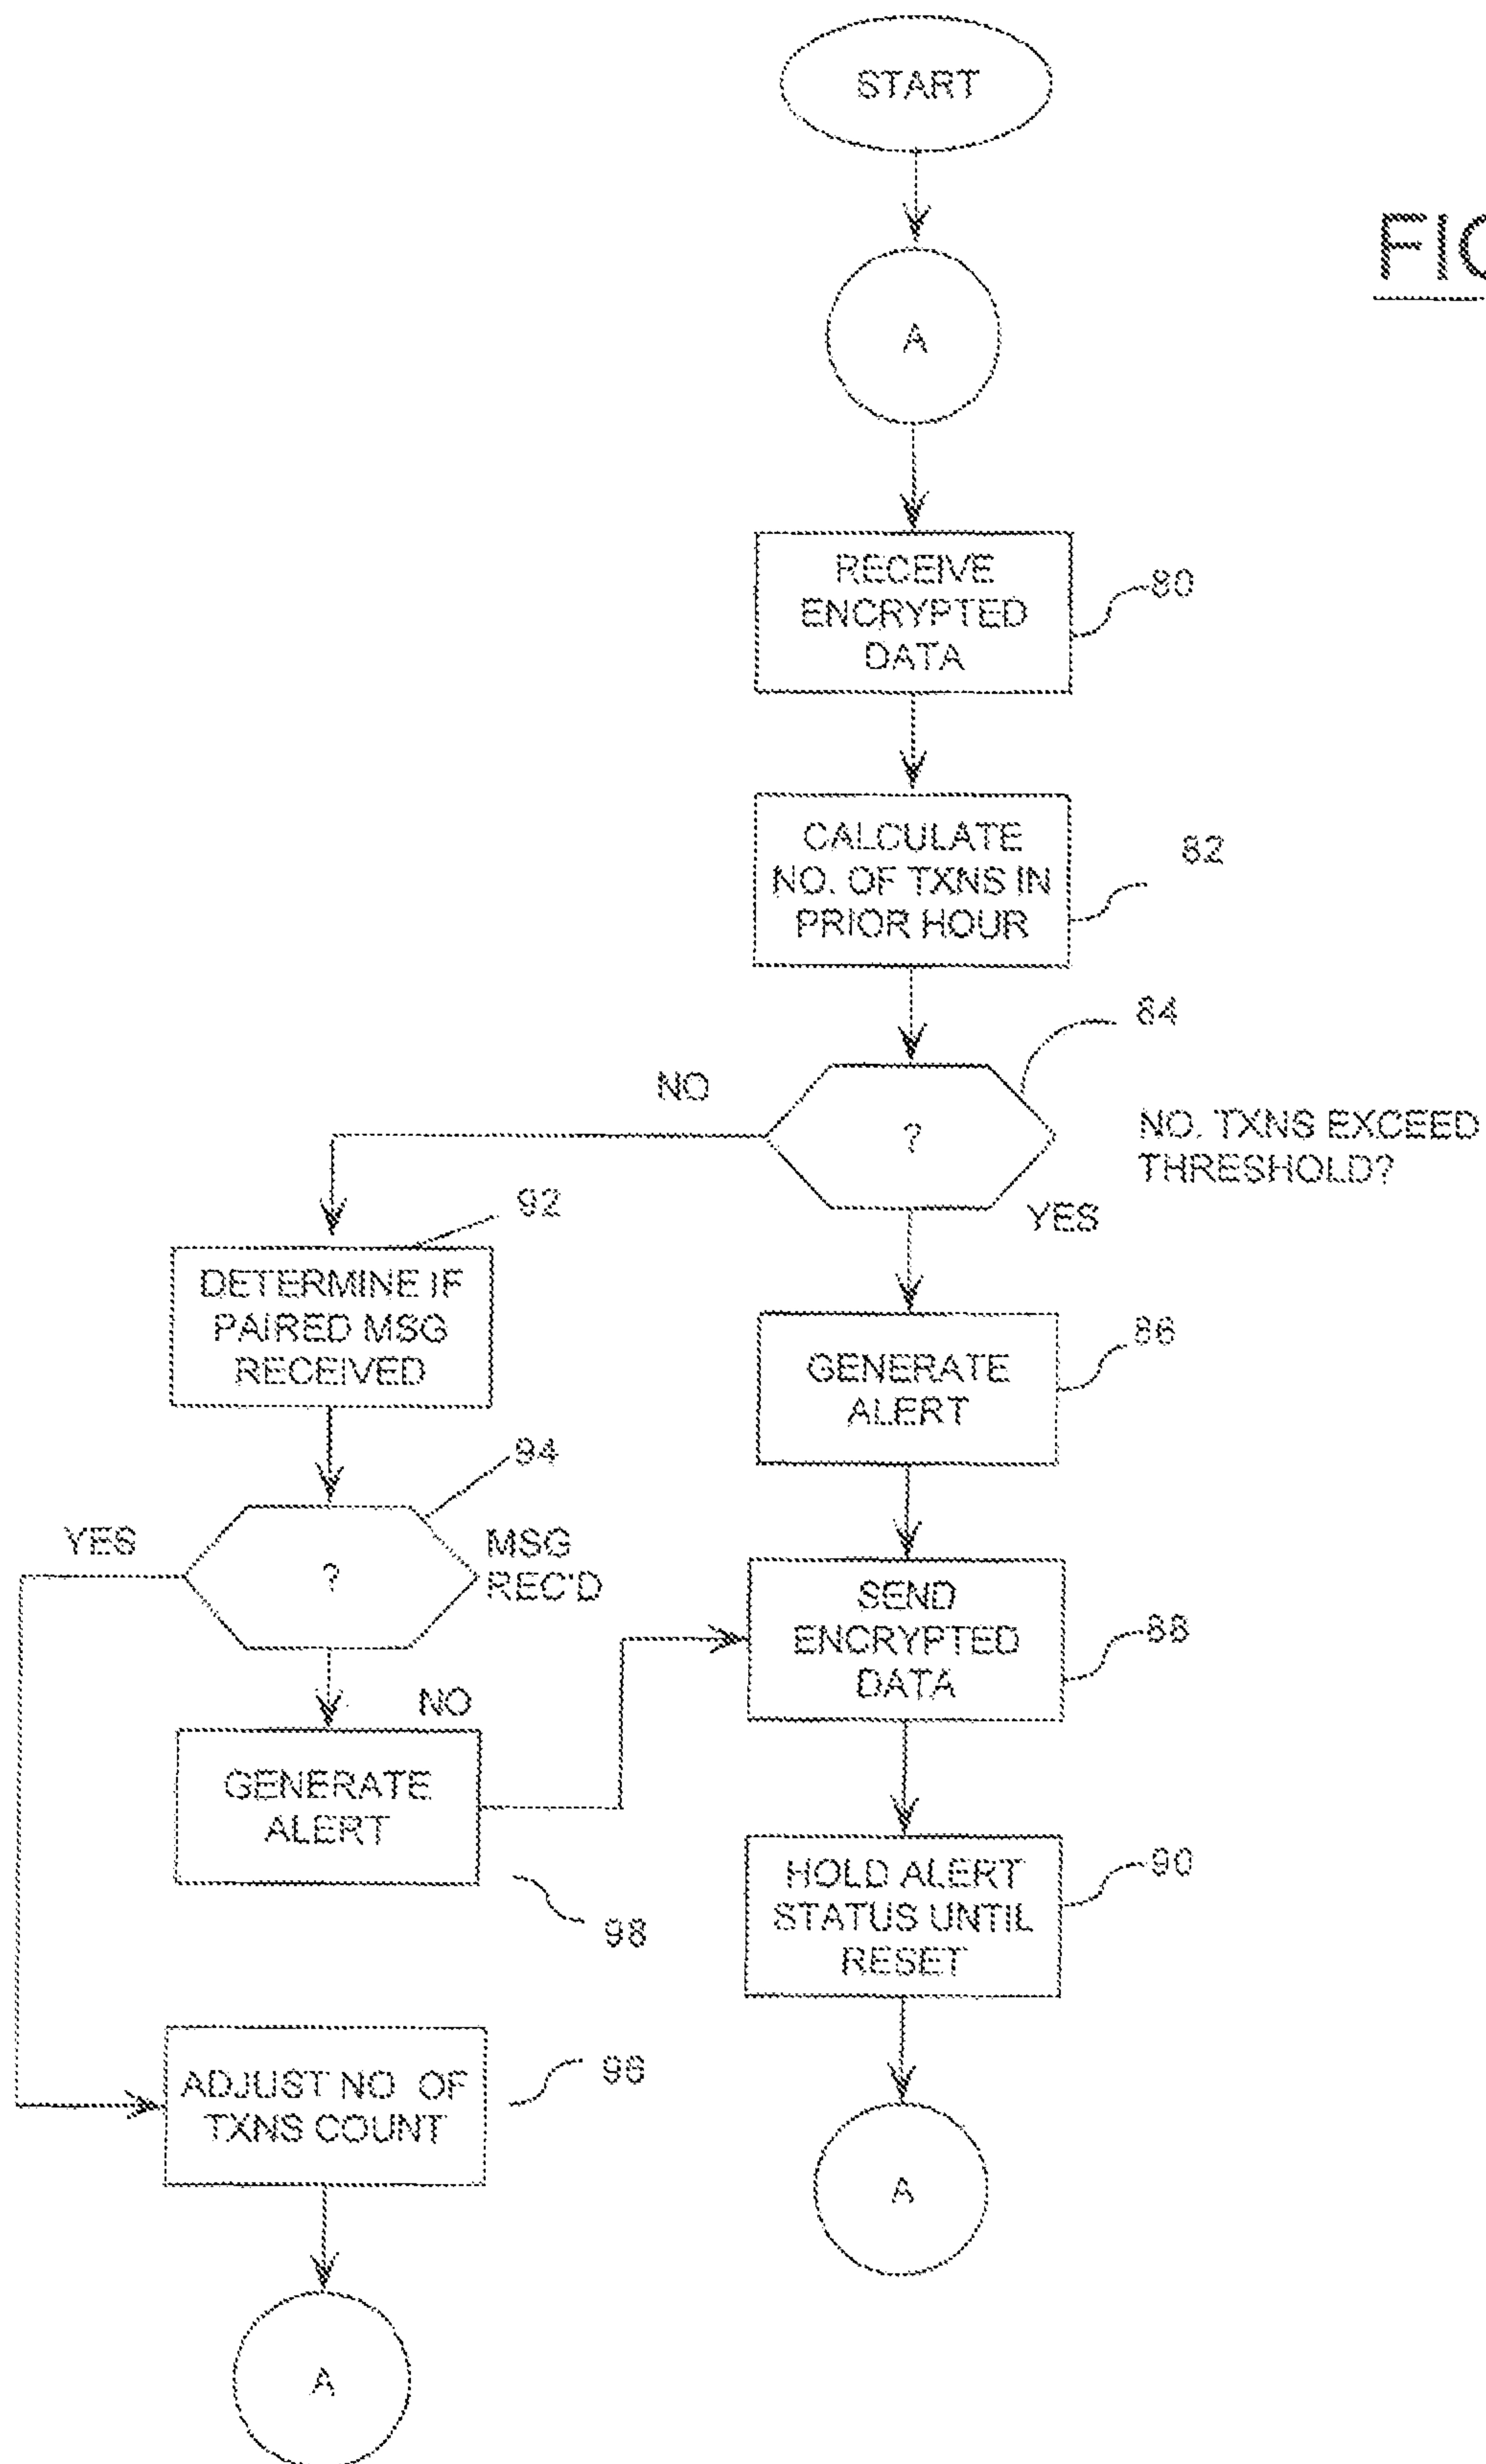 START
FIG
A
RECEIVE
ENCRYPTED
DATA
80
CALCULATE
NO. OF TXNS IN
PRIOR HOUR
82
84
NO
?
NO. TXNS EXCEED
THRESHOLD?
YES
92
DETERMINE IF
PAIRED MSG
RECEIVED
GENERATE
ALERT
86
94
YES
?
MSG
REC'D
SEND
ENCRYPTED
DATA
88
NO
GENERATE
ALERT
98
HOLD ALERT
STATUS UNTIL
RESET
90
ADJUST NO. OF
TXNS COUNT
96
A
A